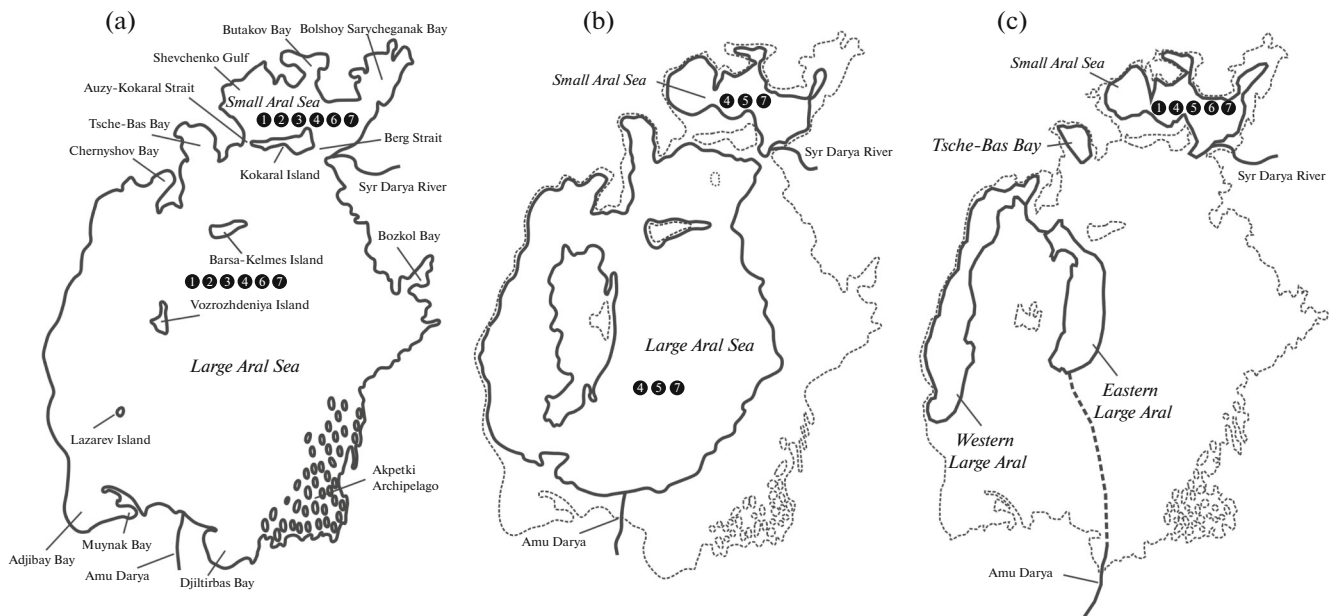 (a)
Butakov Bay
Bolshoy Sarycheganak Bay
Shevchenko Gulf
Small Aral Sea
Auzy-Kokaral Strait
1 2 3 4 6 7
Tsche-Bas Bay
Berg Strait
Chernyshov Bay
Kokaral Island
Syr Darya River
Bozkol Bay
Barsa-Kelmes Island
1 2 3 4 6 7
Vozrozhdeniya Island
Large Aral Sea
Lazarev Island
Akpetki
Archipelago
Adjibay Bay
Muynak Bay
Amu Darya
Djiltirbas Bay
(b)
Small Aral Sea
4 5 7
Syr Darya River
Large Aral Sea
4 5 7
Amu Darya
(c)
Small Aral Sea
1 4 5 6 7
Tsche-Bas Bay
Syr Darya River
Eastern
Large Aral
Western
Large Aral
Amu Darya